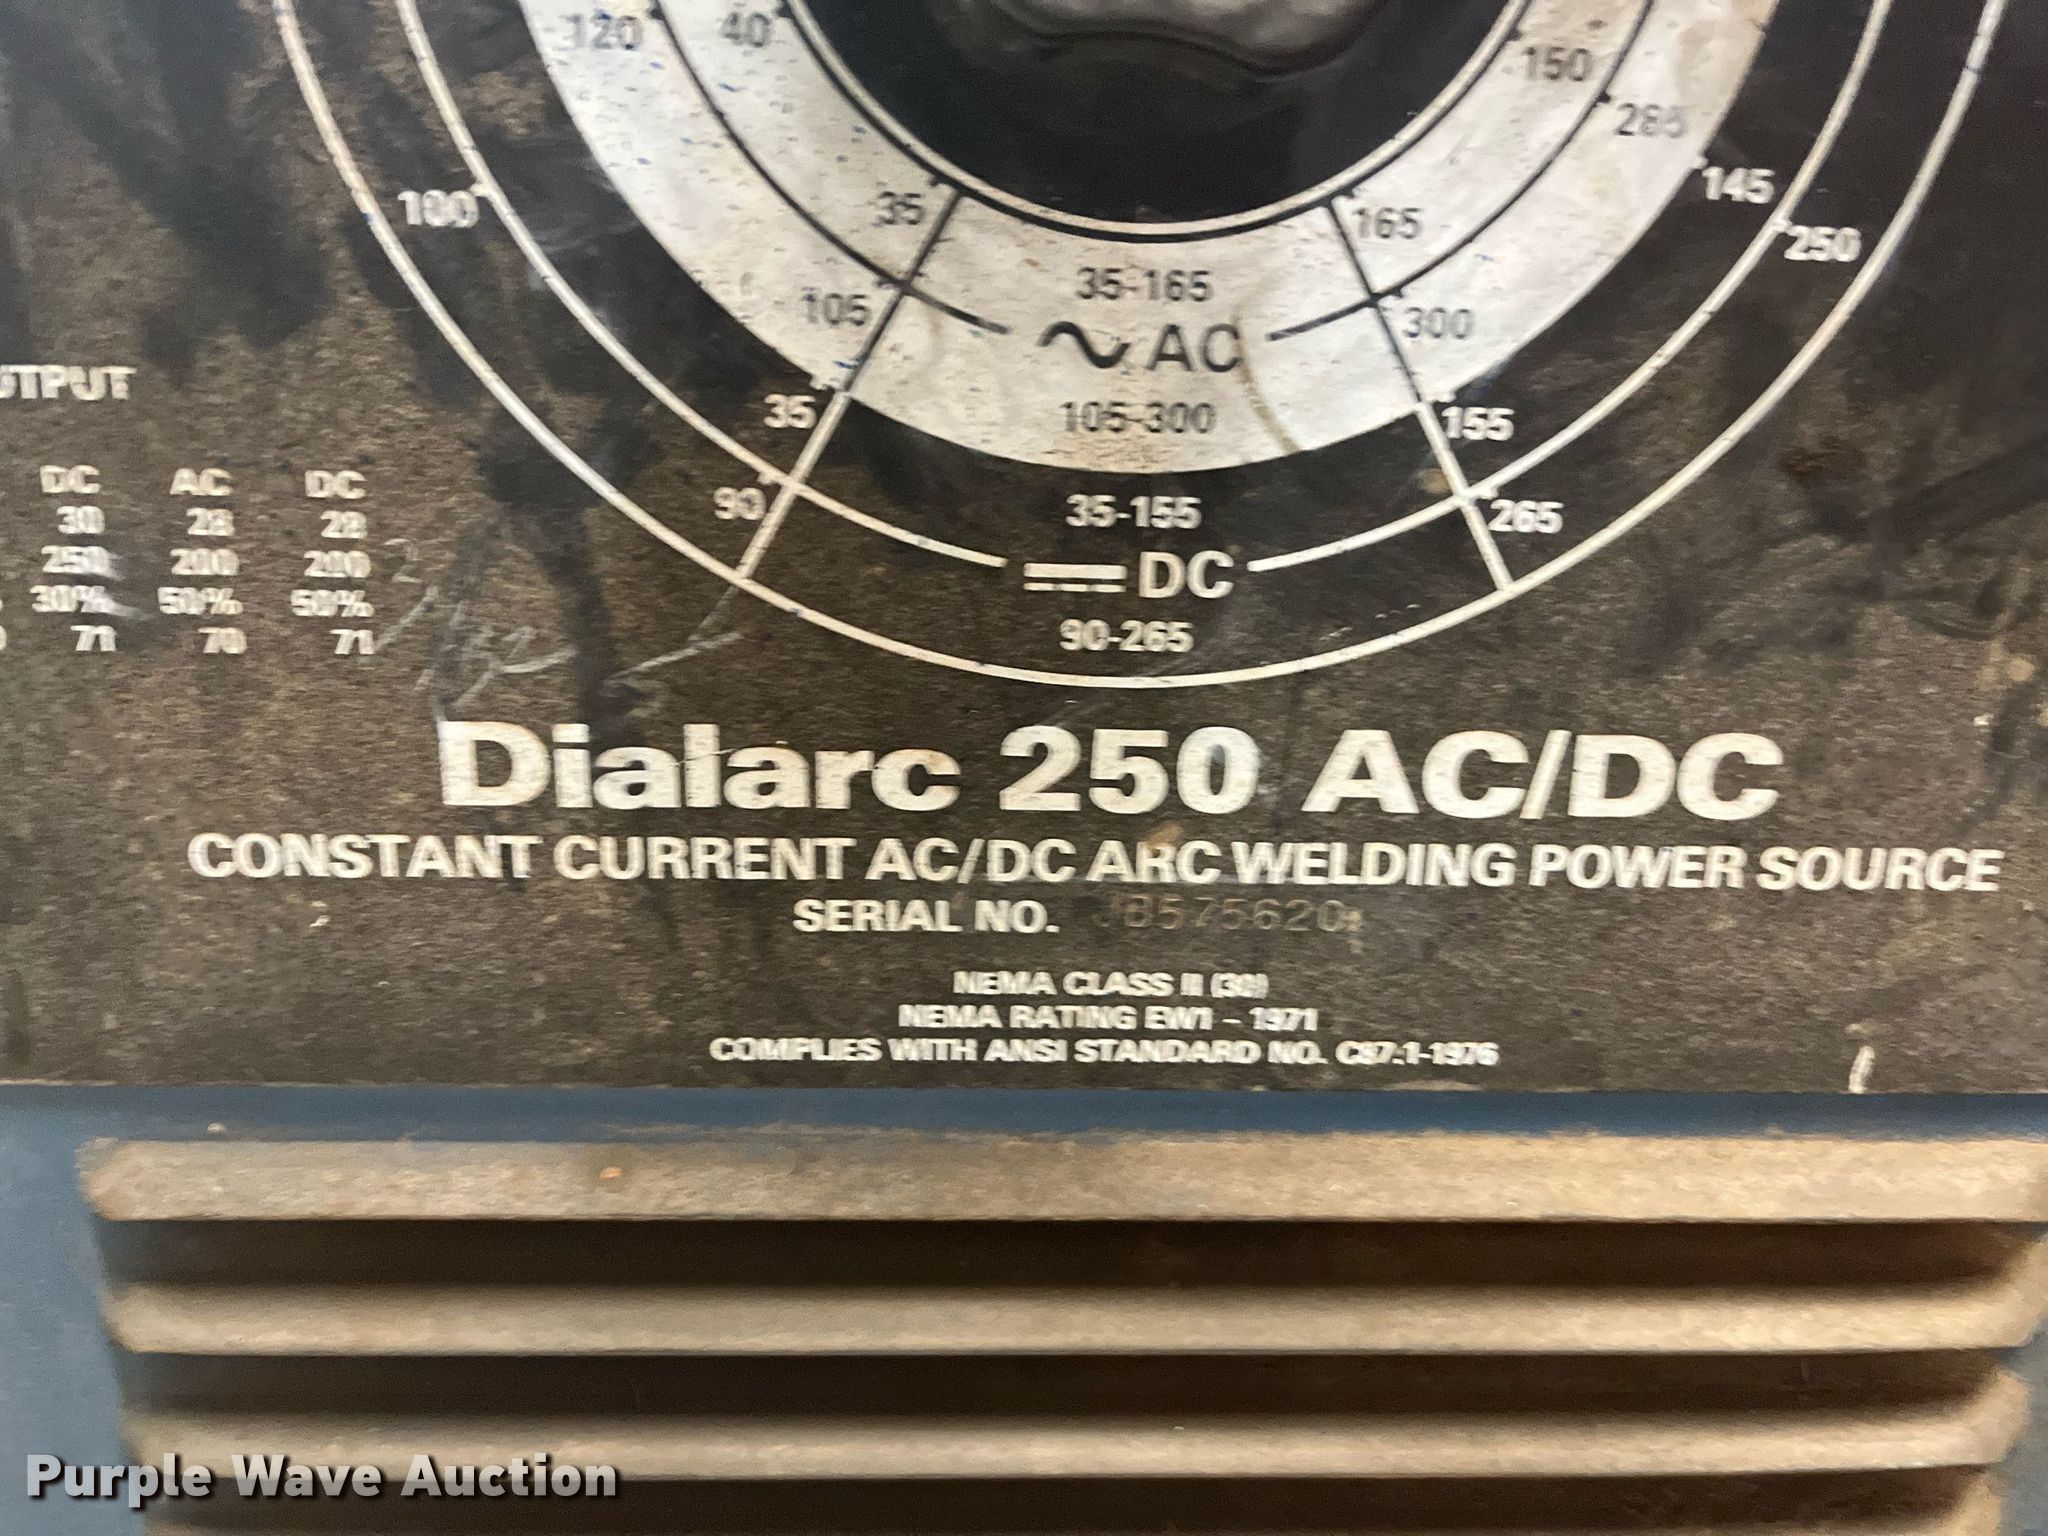 120 40 150 285
100 35 165 145 250
105 35-165 300
AC
35 105-300 155
90 35-155 265
DC
90-265
UTPUT
DC AC DC
30 28 28
250 200 200
30% 50% 50%
71 70 71
Dialarc 250 AC/DC
CONSTANT CURRENT AC/DC ARC WELDING POWER SOURCE
SERIAL NO. JB575620
NEMA CLASS II (30)
NEMA RATING EW1 - 1971
COMPLIES WITH ANSI STANDARD NO. C87.1-1976
Purple Wave Auction